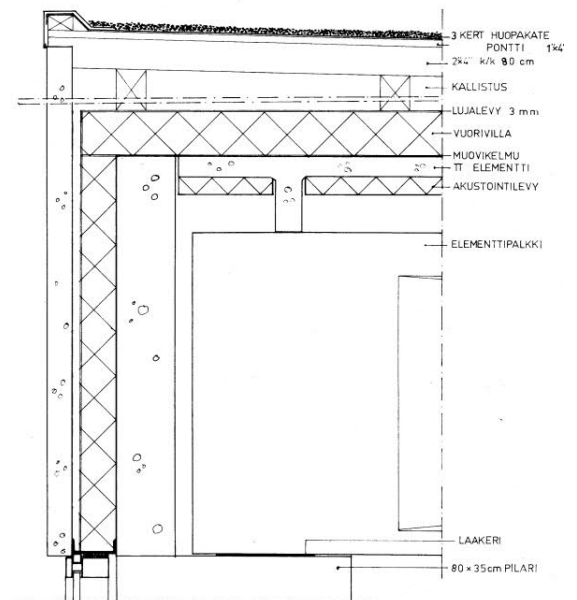 3 KERT HUOPAKATE
PONTTI 1"x4"
2"x4" k/k 80 cm
KALLISTUS
LUJALEVY 3 mm
VUORIVILLA
MUOVIKELMU
TT ELEMENTTI
AKUSTOINTILEVY
ELEMENTTIPALKKI
LAAKERI
80 x 35cm PILARI